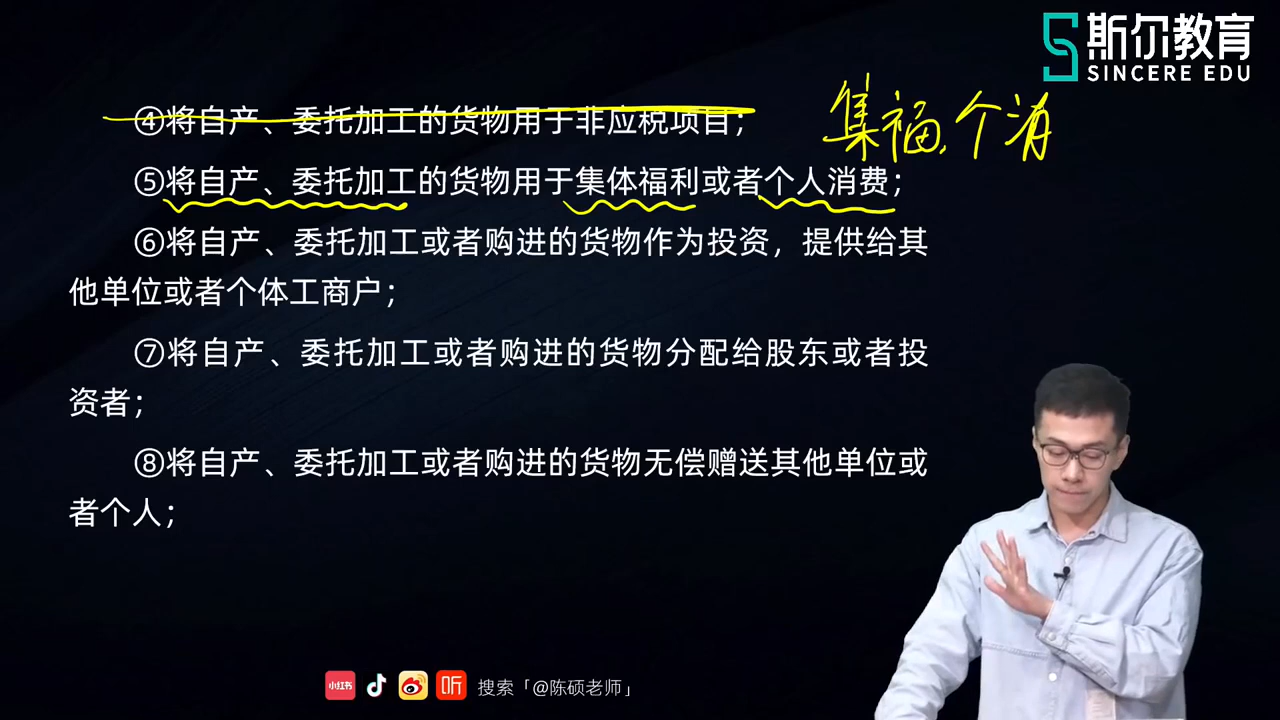 斯尔教育
SINCERE EDU
④将自产、委托加工的货物用于非应税项目；
集福、个消
⑤将自产、委托加工的货物用于集体福利或者个人消费；
⑥将自产、委托加工或者购进的货物作为投资，提供给其
他单位或者个体工商户；
⑦将自产、委托加工或者购进的货物分配给股东或者投
资者；
⑧将自产、委托加工或者购进的货物无偿赠送其他单位或
者个人；
小红书
听
搜索「@陈硕老师」